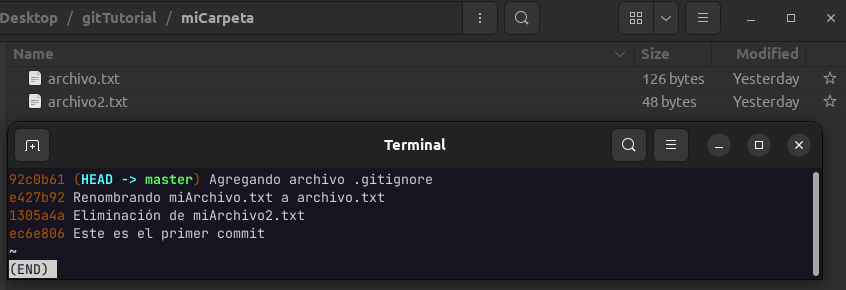 Desktop / gitTutorial / miCarpeta
Name Size Modified
archivo.txt 126 bytes Yesterday
archivo2.txt 48 bytes Yesterday
Terminal
92c0b61 (HEAD -> master) Agregando archivo .gitignore
e427b92 Renombrando miArchivo.txt a archivo.txt
1305a4a Eliminación de miArchivo2.txt
ec6e806 Este es el primer commit
~
(END)